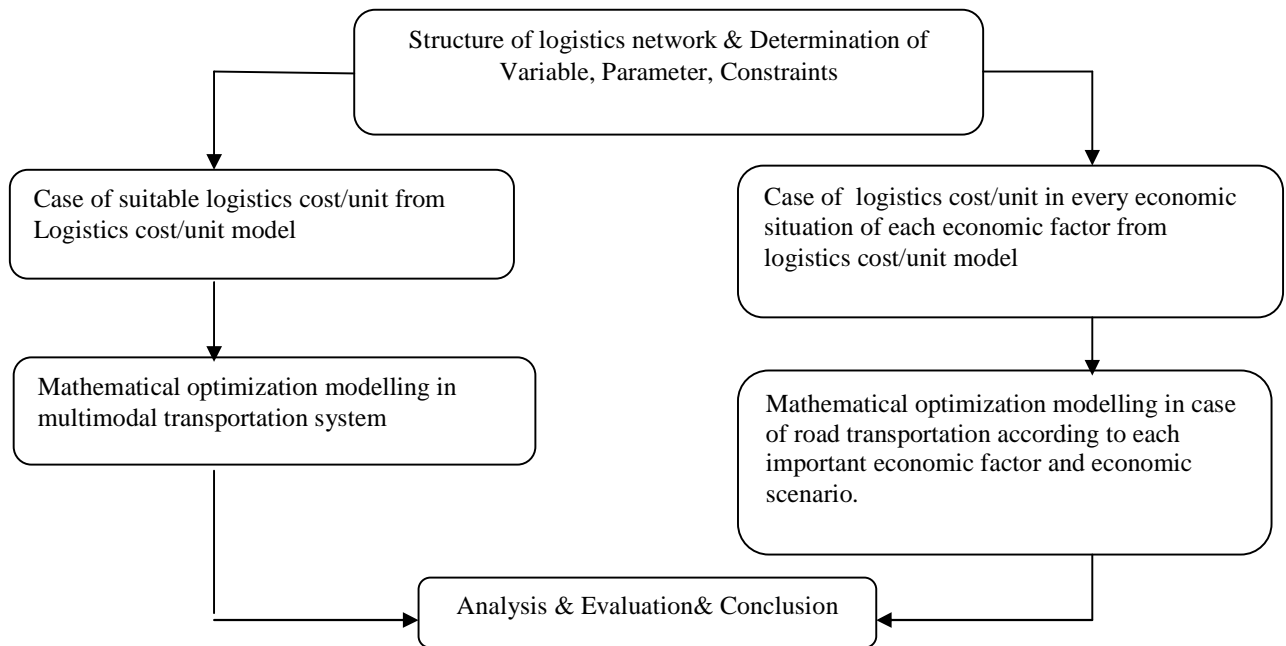 Structure of logistics network & Determination of
Variable, Parameter, Constraints
Case of suitable logistics cost/unit from
Logistics cost/unit model
Case of  logistics cost/unit in every economic
situation of each economic factor from
logistics cost/unit model
Mathematical optimization modelling in
multimodal transportation system
Mathematical optimization modelling in case
of road transportation according to each
important economic factor and economic
scenario.
Analysis & Evaluation& Conclusion